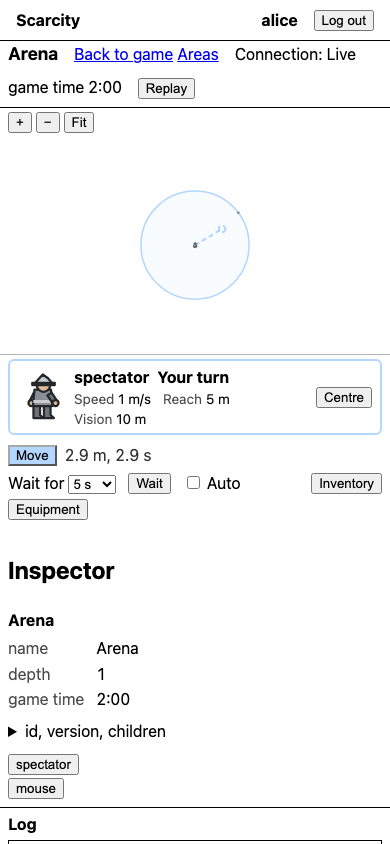 Scarcity alice Log out
Arena Back to game Areas Connection: Live
game time 2:00 Replay
+ − Fit
spectator Your turn
Speed 1 m/s Reach 5 m
Vision 10 m
Centre
Move 2.9 m, 2.9 s
Wait for 5 s Wait Auto Inventory
Equipment
Inspector
Arena
name Arena
depth 1
game time 2:00
id, version, children
spectator
mouse
Log